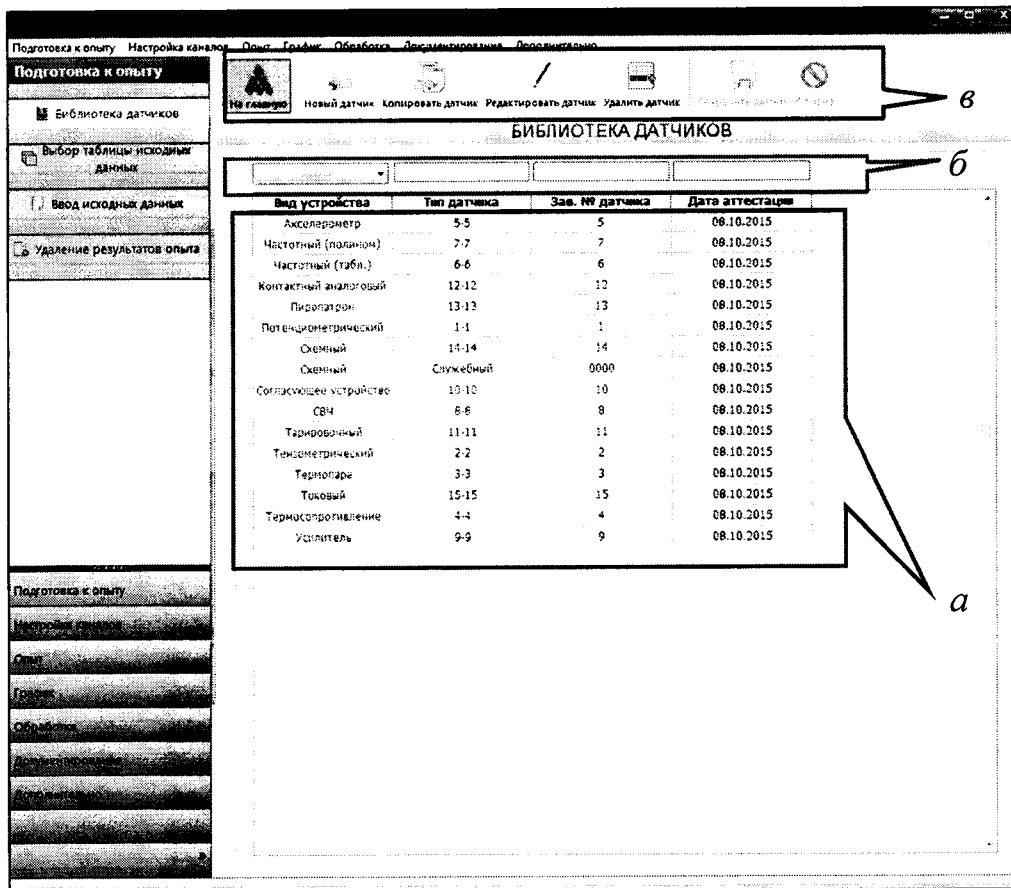 Подготовка к опыту Настройка каналов Опыт График Обработка Документирование Дополнительно
Подготовка к опыту
Библиотека датчиков
Выбор таблицы исходных данных
Ввод исходных данных
Удаление результатов опыта
На главную Новый датчик Копировать датчик Редактировать датчик Удалить датчик
в
БИБЛИОТЕКА ДАТЧИКОВ
б
Вид устройства Тип датчика Зав. № датчика Дата аттестации
Акселерометр 5-5 5 08.10.2015
Частотный (полином) 7-7 7 08.10.2015
Частотный (табл.) 6-6 6 08.10.2015
Контактный аналоговый 12-12 12 08.10.2015
Пиропатрон 13-13 13 08.10.2015
Потенциометрический 1-1 1 08.10.2015
Схемный 14-14 14 08.10.2015
Схемный Служебный 0000 08.10.2015
Согласующее устройство 10-10 10 08.10.2015
СВЧ 8-8 8 08.10.2015
Тарировочный 11-11 11 08.10.2015
Тензометрический 2-2 2 08.10.2015
Термопара 3-3 3 08.10.2015
Токовый 15-15 15 08.10.2015
Термосопротивление 4-4 4 08.10.2015
Усилитель 9-9 9 08.10.2015
а
Подготовка к опыту
Настройка каналов
Опыт
График
Обработка
Документирование
Дополнительно